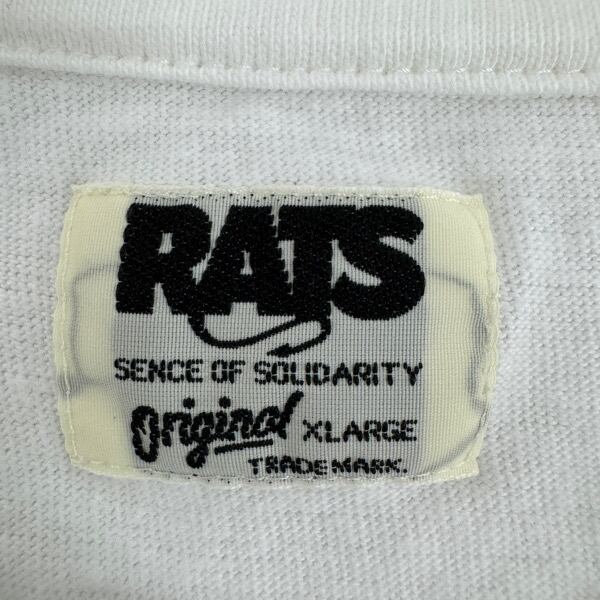 RATS
SENCE OF SOLIDARITY
Original XLARGE
TRADE MARK.